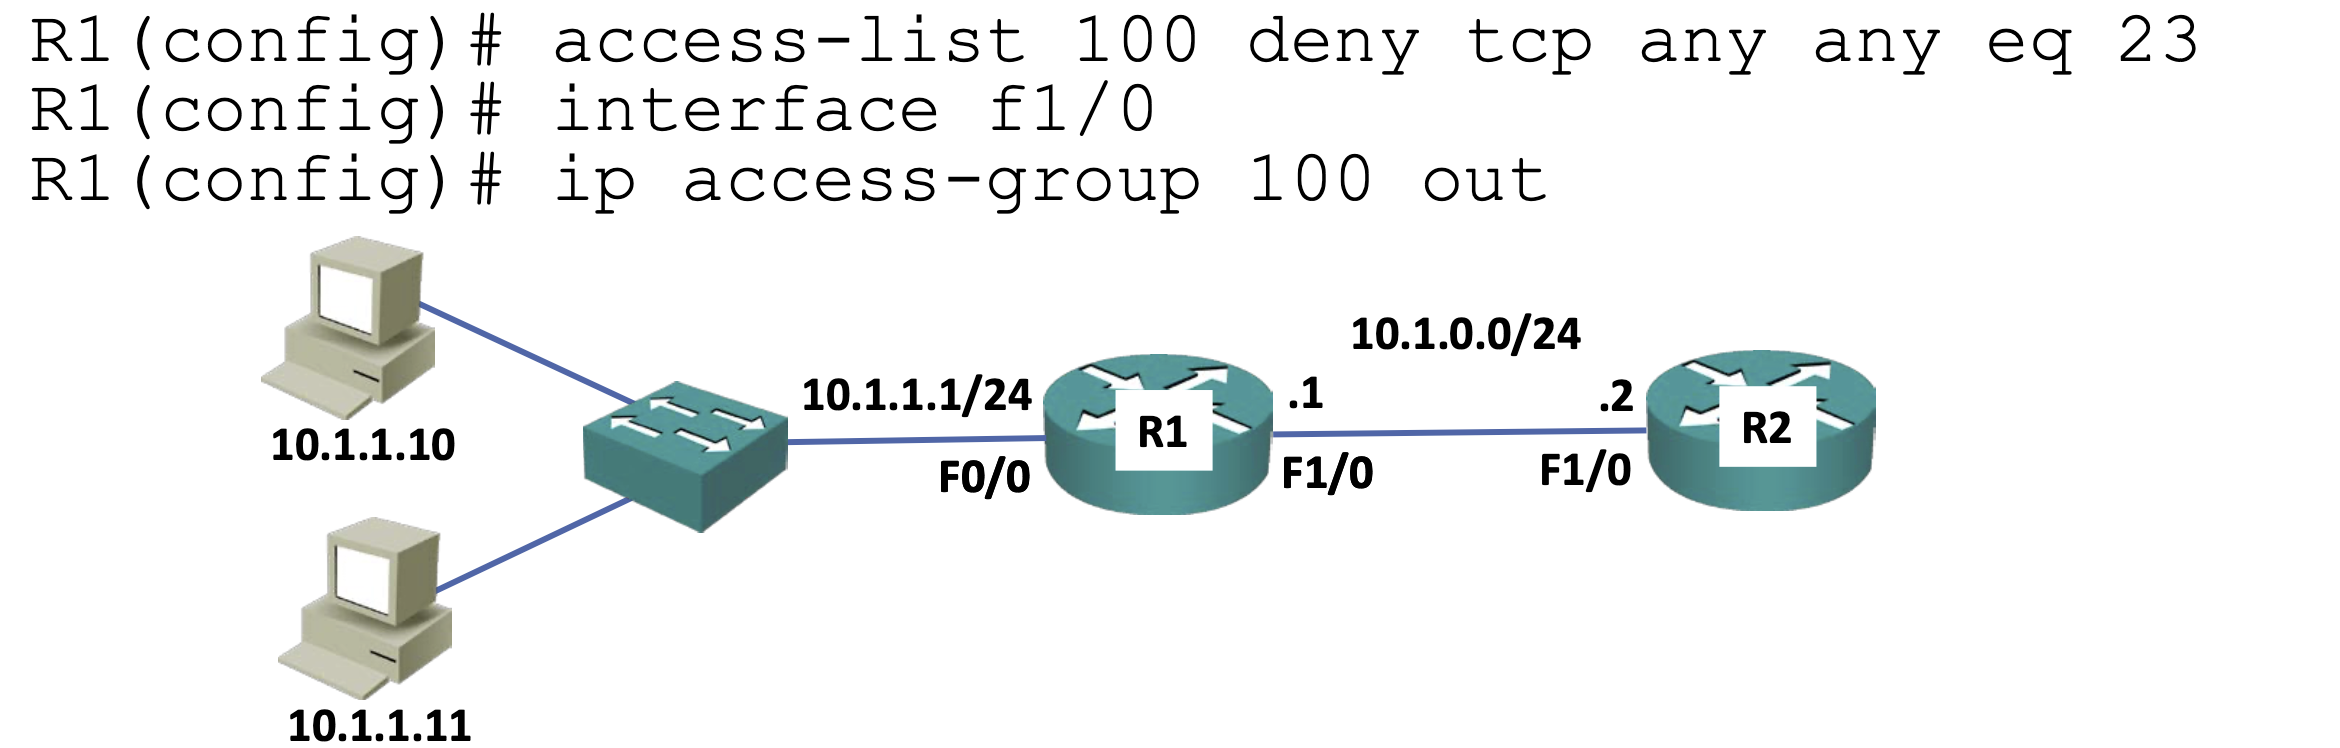 R1(config)# access-list 100 deny tcp any any eq 23
R1(config)# interface f1/0
R1(config)# ip access-group 100 out
10.1.0.0/24
10.1.1.1/24
.1
.2
R1
R2
10.1.1.10
F0/0
F1/0
F1/0
10.1.1.11